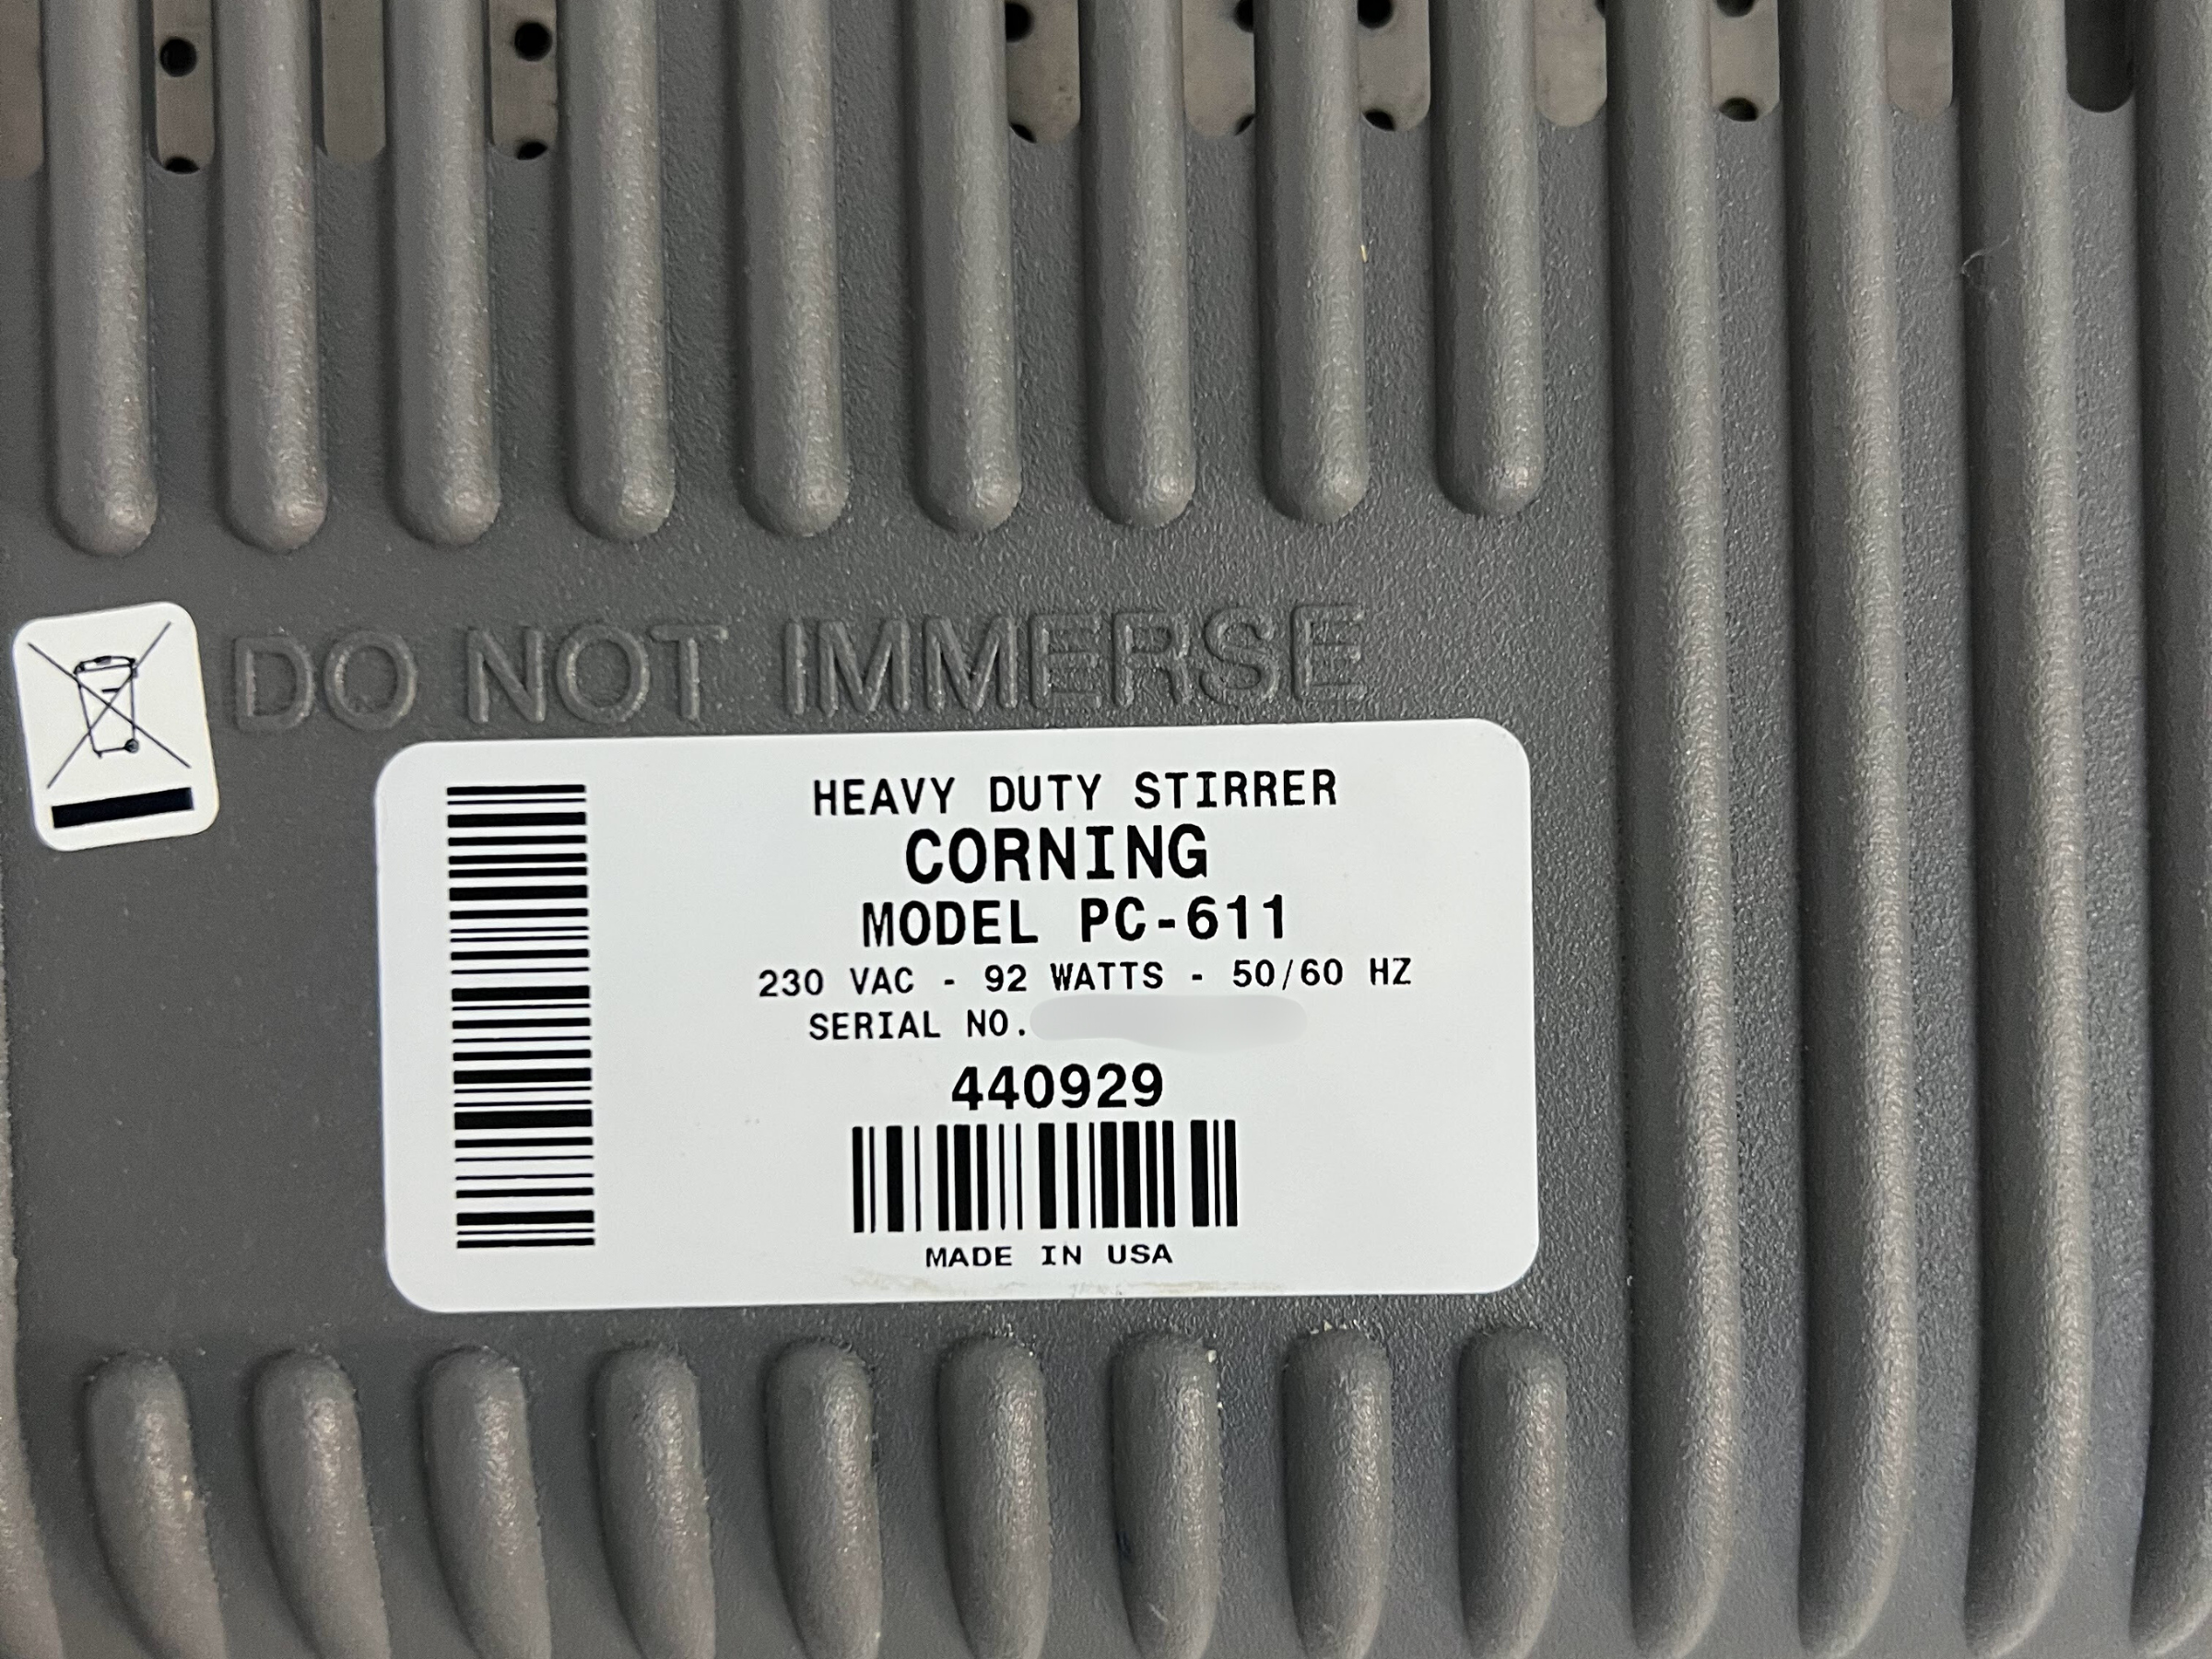 DO NOT IMMERSE
HEAVY DUTY STIRRER
CORNING
MODEL PC-611
230 VAC - 92 WATTS - 50/60 HZ
SERIAL NO.
440929
MADE IN USA